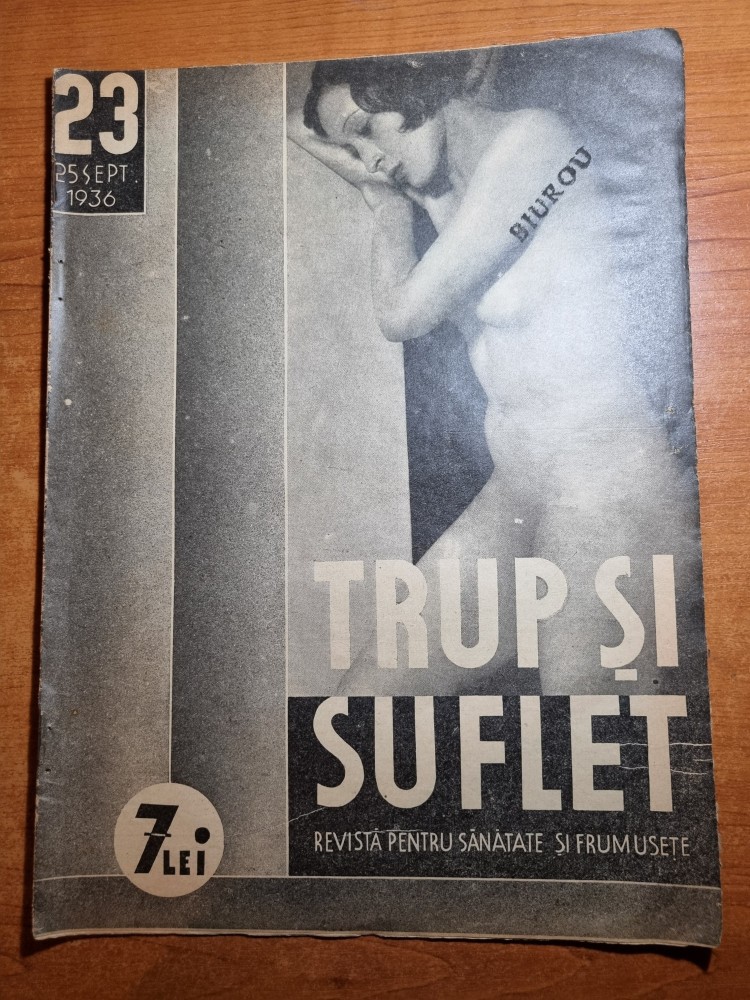 23
25 SEPT.
1936
BIUROU
TRUP ȘI
SUFLET
REVISTĂ PENTRU SĂNĂTATE ȘI FRUMUSEȚE
7 LEI